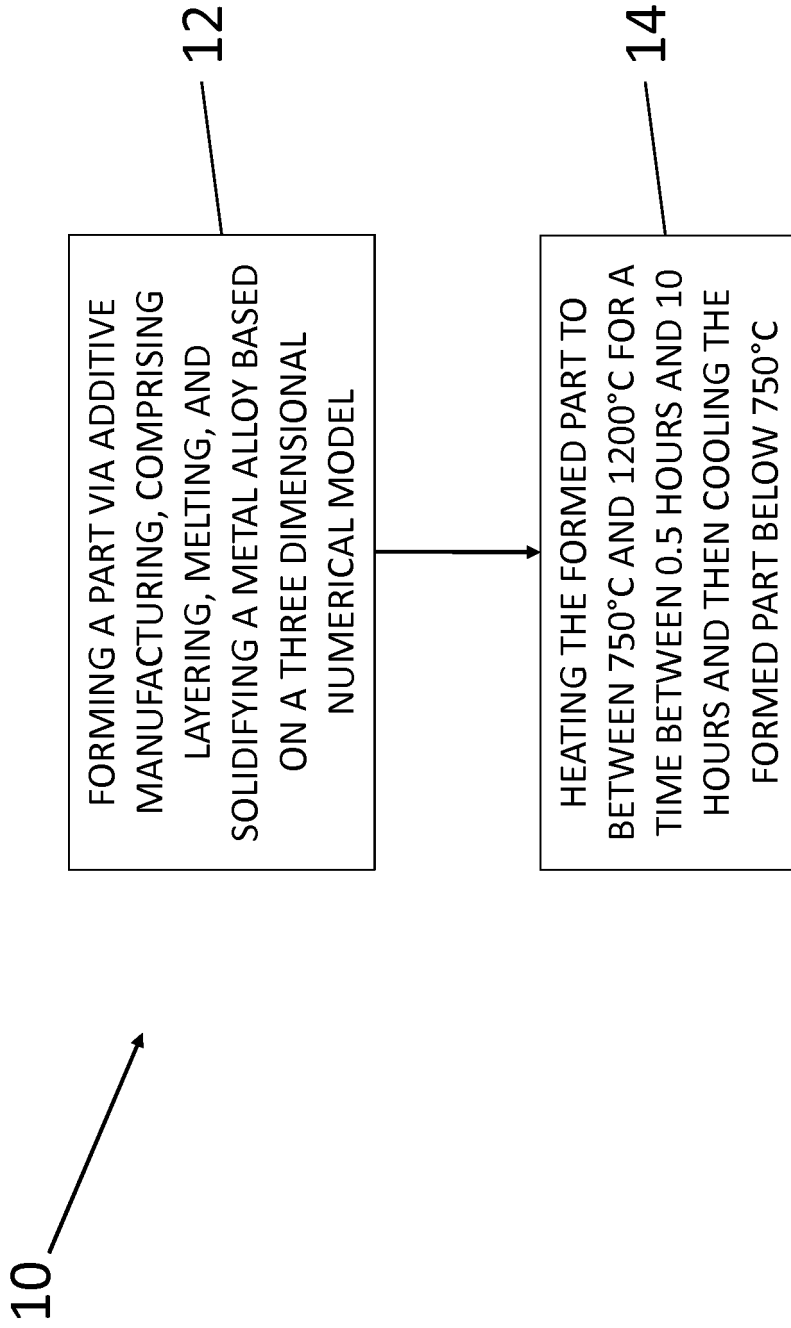 10
FORMING A PART VIA ADDITIVE
MANUFACTURING, COMPRISING
LAYERING, MELTING, AND
SOLIDIFYING A METAL ALLOY BASED
ON A THREE DIMENSIONAL
NUMERICAL MODEL
12
HEATING THE FORMED PART TO
BETWEEN 750°C AND 1200°C FOR A
TIME BETWEEN 0.5 HOURS AND 10
HOURS AND THEN COOLING THE
FORMED PART BELOW 750°C
14